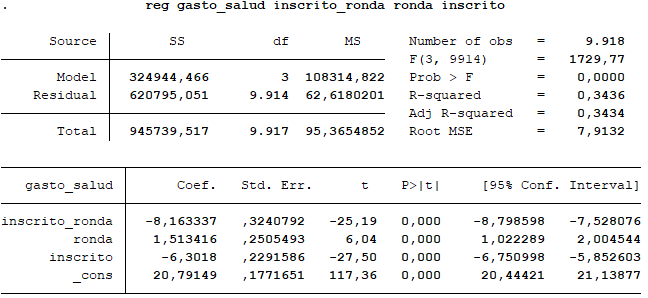 . reg gasto_salud inscrito_ronda ronda inscrito
Source SS df MS Number of obs = 9.918
F(3, 9914) = 1729,77
Model 324944,466 3 108314,822 Prob > F = 0,0000
Residual 620795,051 9.914 62,6180201 R-squared = 0,3436
Adj R-squared = 0,3434
Total 945739,517 9.917 95,3654852 Root MSE = 7,9132
gasto_salud Coef. Std. Err. t P>|t| [95% Conf. Interval]
inscrito_ronda -8,163337 ,3240792 -25,19 0,000 -8,798598 -7,528076
ronda 1,513416 ,2505493 6,04 0,000 1,022289 2,004544
inscrito -6,3018 ,2291586 -27,50 0,000 -6,750998 -5,852603
_cons 20,79149 ,1771651 117,36 0,000 20,44421 21,13877